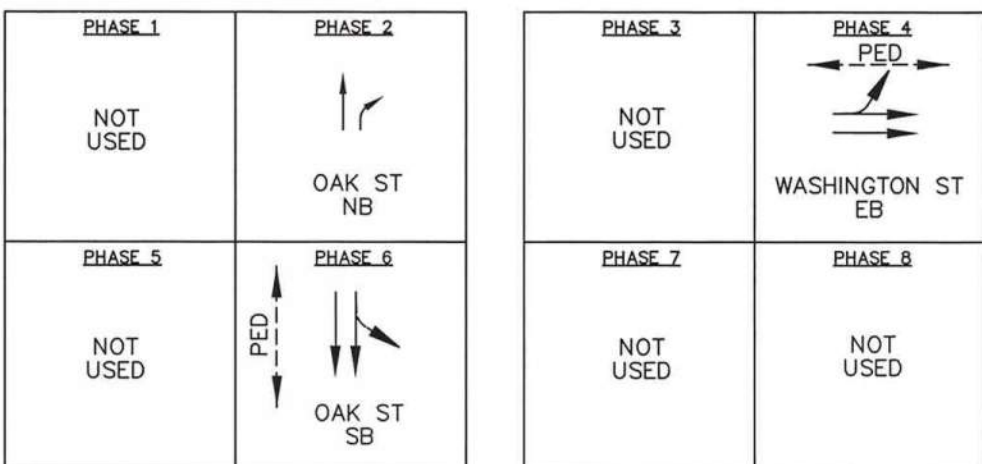 PHASE 1
NOT
USED
PHASE 2
OAK ST
NB
PHASE 3
NOT
USED
PHASE 4
PED
WASHINGTON ST
EB
PHASE 5
NOT
USED
PHASE 6
PED
OAK ST
SB
PHASE 7
NOT
USED
PHASE 8
NOT
USED